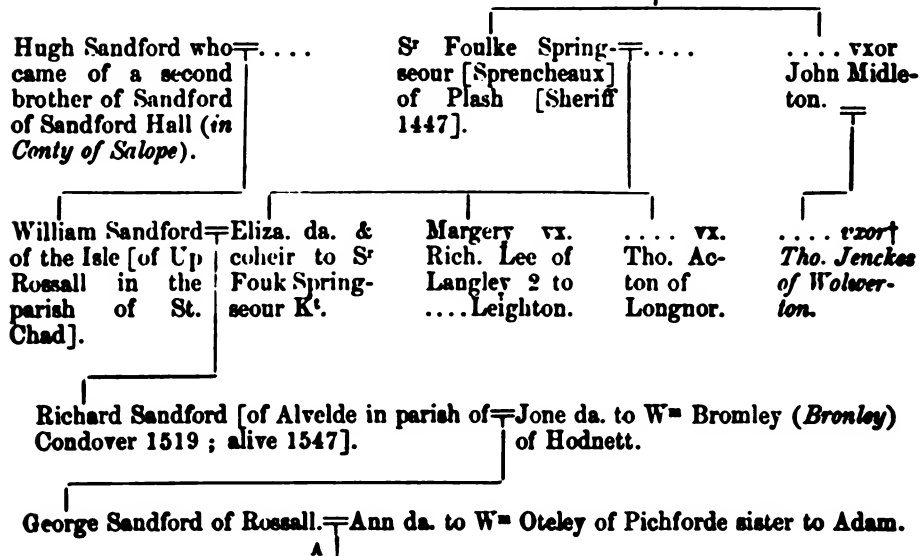 Hugh Sandford who=....
came of a second
brother of Sandford
of Sandford Hall (in
Conty of Salope).
Sr Foulke Spring-=....
seour [Sprencheaux]
of Plash [Sheriff
1447].
.... vxor
John Midle-
ton.
William Sandford=
of the Isle [of Up
Rossall in the
parish of St.
Chad].
Eliza. da. &
coheir to Sr
Fouk Spring-
seour Kt.
Margery vx.
Rich. Lee of
Langley 2 to
....Leighton.
.... vx.
Tho. Ac-
ton of
Longnor.
.... vxor†
Tho. Jenckes
of Wolwer-
ton.
Richard Sandford [of Alvelde in parish of=Jone da. to Wm Bromley (Bronley)
Condover 1519 ; alive 1547].
of Hodnett.
George Sandford of Rossall.=Ann da. to Wm Oteley of Pichforde sister to Adam.
A